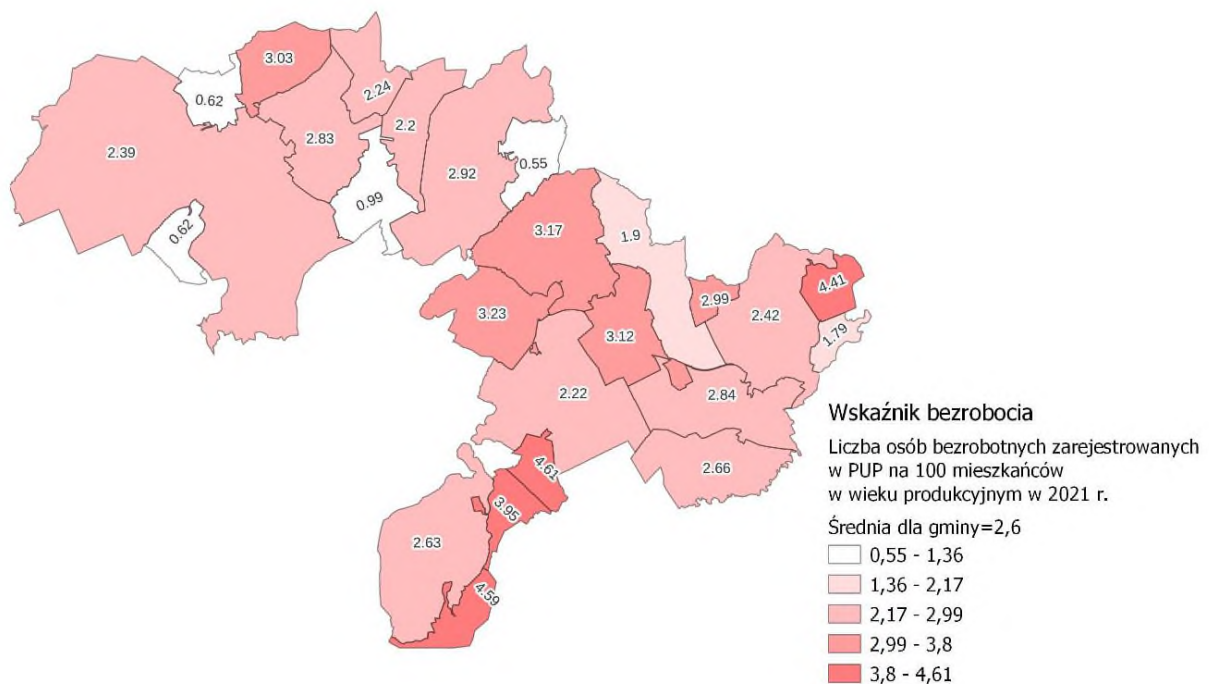 3.03
0.62
2.24
2.83
2.2
2.39
2.92
0.55
0.99
0.62
3.17
1.9
4.41
2.99
2.42
3.23
3.12
1.79
2.22
2.84
2.66
4.61
3.95
2.63
4.59
Wskaźnik bezrobocia
Liczba osób bezrobotnych zarejestrowanych
w PUP na 100 mieszkańców
w wieku produkcyjnym w 2021 r.
Średnia dla gminy=2,6
0,55 - 1,36
1,36 - 2,17
2,17 - 2,99
2,99 - 3,8
3,8 - 4,61